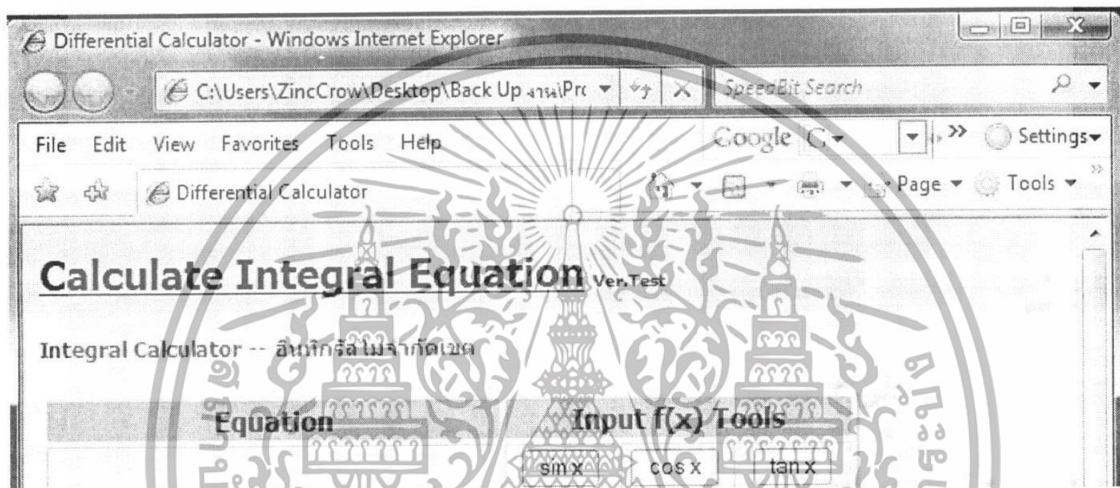 Differential Calculator - Windows Internet Explorer
C:\Users\ZincCrow\Desktop\Back Up งาน\Prc SpeedBit Search
File Edit View Favorites Tools Help Google G Settings
Differential Calculator Page Tools
Calculate Integral Equation Ver.Test
Integral Calculator -- อินทิกรัลไม่จำกัดเขต
Equation Input f(x) Tools
sin x cos x tan x